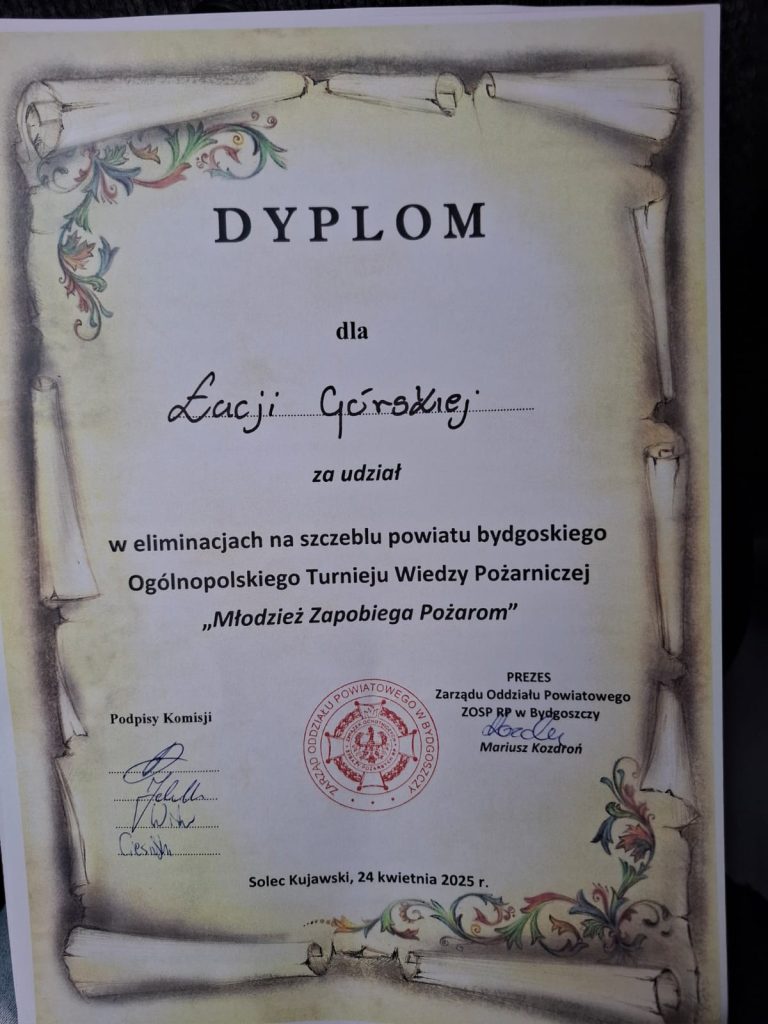 DYPLOM
dla
Łucji Górskiej
za udział
w eliminacjach na szczeblu powiatu bydgoskiego
Ogólnopolskiego Turnieju Wiedzy Pożarniczej
„Młodzież Zapobiega Pożarom”
Podpisy Komisji
ZARZĄD ODDZIAŁU POWIATOWEGO W BYDGOSZCZY
PREZES
Zarządu Oddziału Powiatowego
ZOSP RP w Bydgoszczy
Mariusz Kozdroń
Solec Kujawski, 24 kwietnia 2025 r.